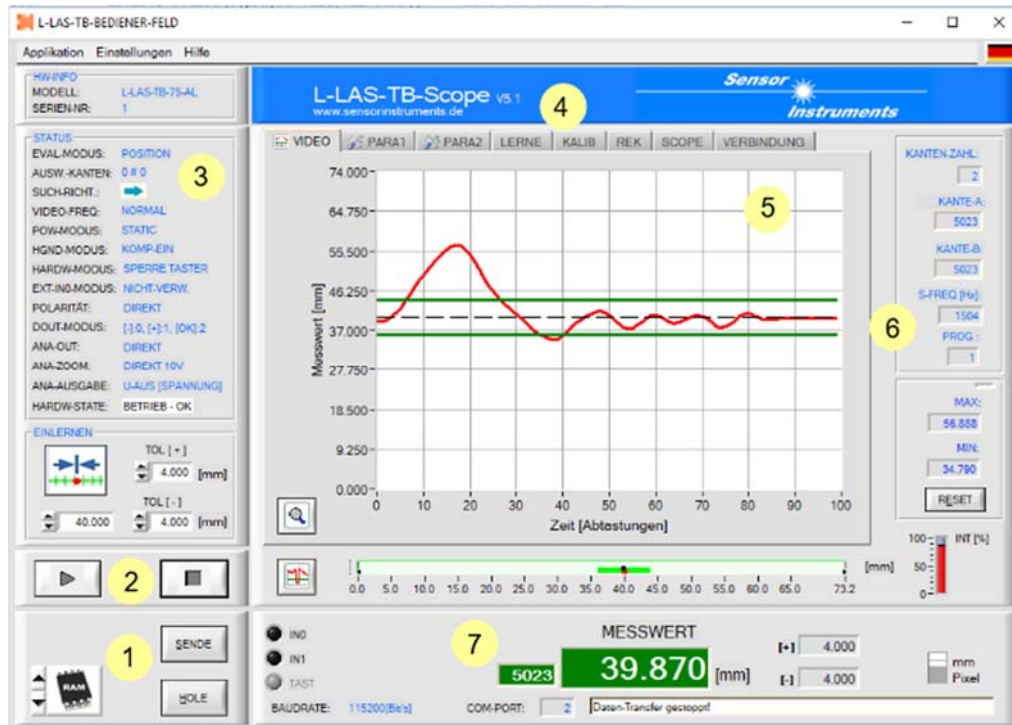 L-LAS-TB-BEDIENER-FELD
Applikation Einstellungen Hilfe
HW-INFO
MODELL: L-LAS-TB-75-AL
SERIEN-NR: 1
L-LAS-TB-Scope V5.1
www.sensorinstruments.de
4
Sensor
Instruments
STATUS
EVAL-MODUS: POSITION
AUSW.-KANTEN: 0 # 0
SUCH-RICHT.:
VIDEO-FREQ: NORMAL
POW-MODUS: STATIC
HGND-MODUS: KOMP-EIN
HARDW-MODUS: SPERRE TASTER
EXT-IN0-MODUS: NICHT-VERW.
POLARITÄT: DIREKT
DOUT-MODUS: [-]:0, [+]:1, [OK]:2
ANA-OUT: DIREKT
ANA-ZOOM: DIREKT 10V
ANA-AUSGABE: U-AUS [SPANNUNG]
HARDW-STATE: BETRIEB - OK
3
EINLERNEN
TOL [+]
4.000 [mm]
TOL [-]
40.000 4.000 [mm]
2
1
SENDE
RAM
HOLE
VIDEO PARA1 PARA2 LERNE KALIB REK SCOPE VERBINDUNG
5
Messwert [mm]
74.000
64.750
55.500
46.250
37.000
27.750
18.500
9.250
0.000
0 10 20 30 40 50 60 70 80 90 100
Zeit [Abtastungen]
0.0 5.0 10.0 15.0 20.0 25.0 30.0 35.0 40.0 45.0 50.0 55.0 60.0 65.0 73.2
[mm]
KANTEN-ZAHL:
2
KANTE-A:
5023
KANTE-B:
5023
S-FREQ [Hz]:
1504
PROG :
1
6
MAX:
56.888
MIN:
34.790
RESET
100 INT [%]
50
0
IN0
IN1
TAST
7
MESSWERT
5023 39.870 [mm]
[+] 4.000
[-] 4.000
mm
Pixel
BAUDRATE: 115200[Bit/s] COM-PORT: 2 Daten-Transfer gestoppt!